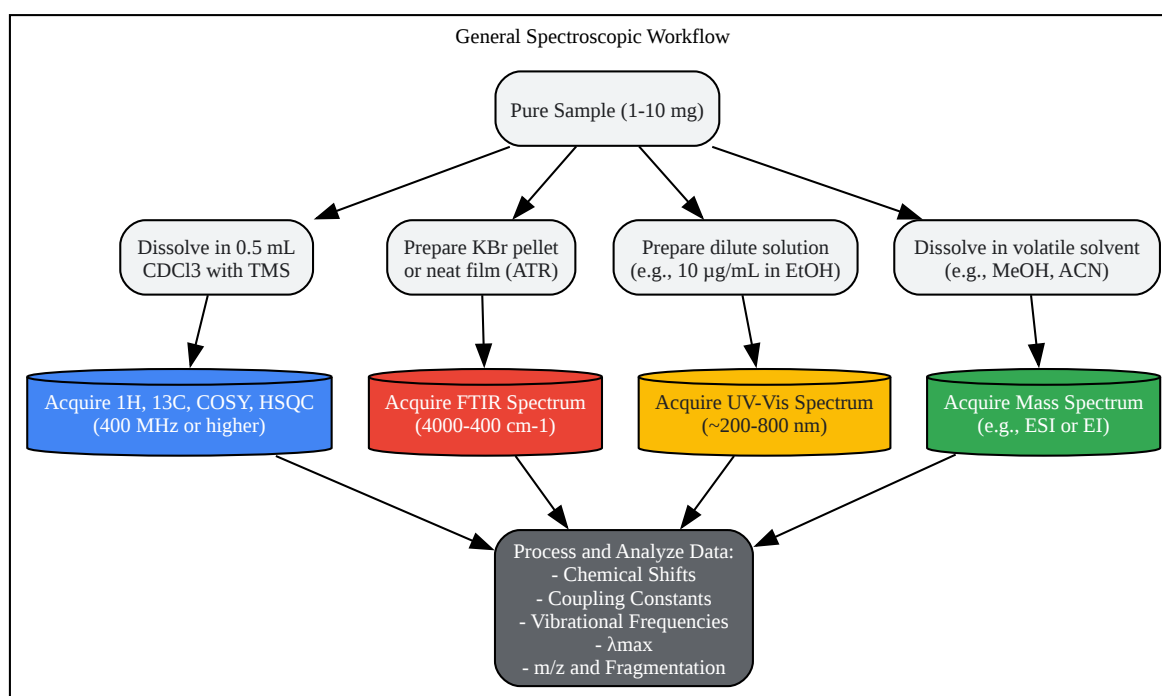 General Spectroscopic Workflow
Pure Sample (1-10 mg)
Dissolve in 0.5 mL
CDCl3 with TMS
Prepare KBr pellet
or neat film (ATR)
Prepare dilute solution
(e.g., 10 µg/mL in EtOH)
Dissolve in volatile solvent
(e.g., MeOH, ACN)
Acquire 1H, 13C, COSY, HSQC
(400 MHz or higher)
Acquire FTIR Spectrum
(4000-400 cm-1)
Acquire UV-Vis Spectrum
(~200-800 nm)
Acquire Mass Spectrum
(e.g., ESI or EI)
Process and Analyze Data:
- Chemical Shifts
- Coupling Constants
- Vibrational Frequencies
- λmax
- m/z and Fragmentation